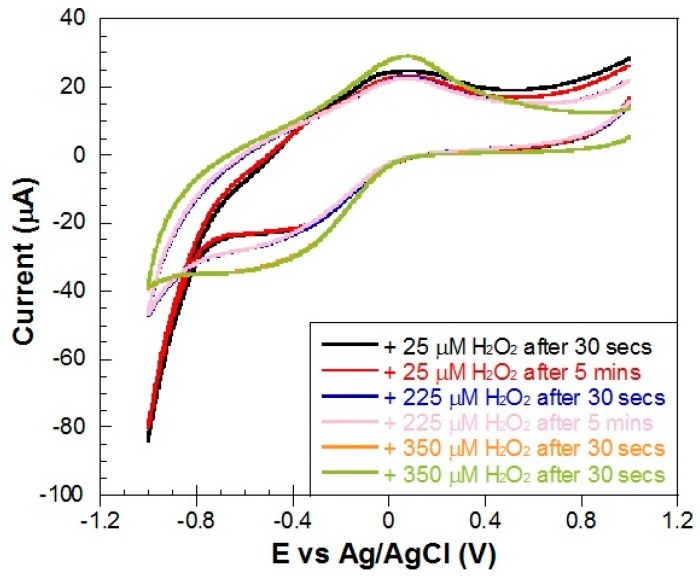 40
20
0
-20
-40
-60
-80
-100
Current (μA)
+ 25 μM H₂O₂ after 30 secs
+ 25 μM H₂O₂ after 5 mins
+ 225 μM H₂O₂ after 30 secs
+ 225 μM H₂O₂ after 5 mins
+ 350 μM H₂O₂ after 30 secs
+ 350 μM H₂O₂ after 30 secs
-1.2 -0.8 -0.4 0 0.4 0.8 1.2
E vs Ag/AgCl (V)